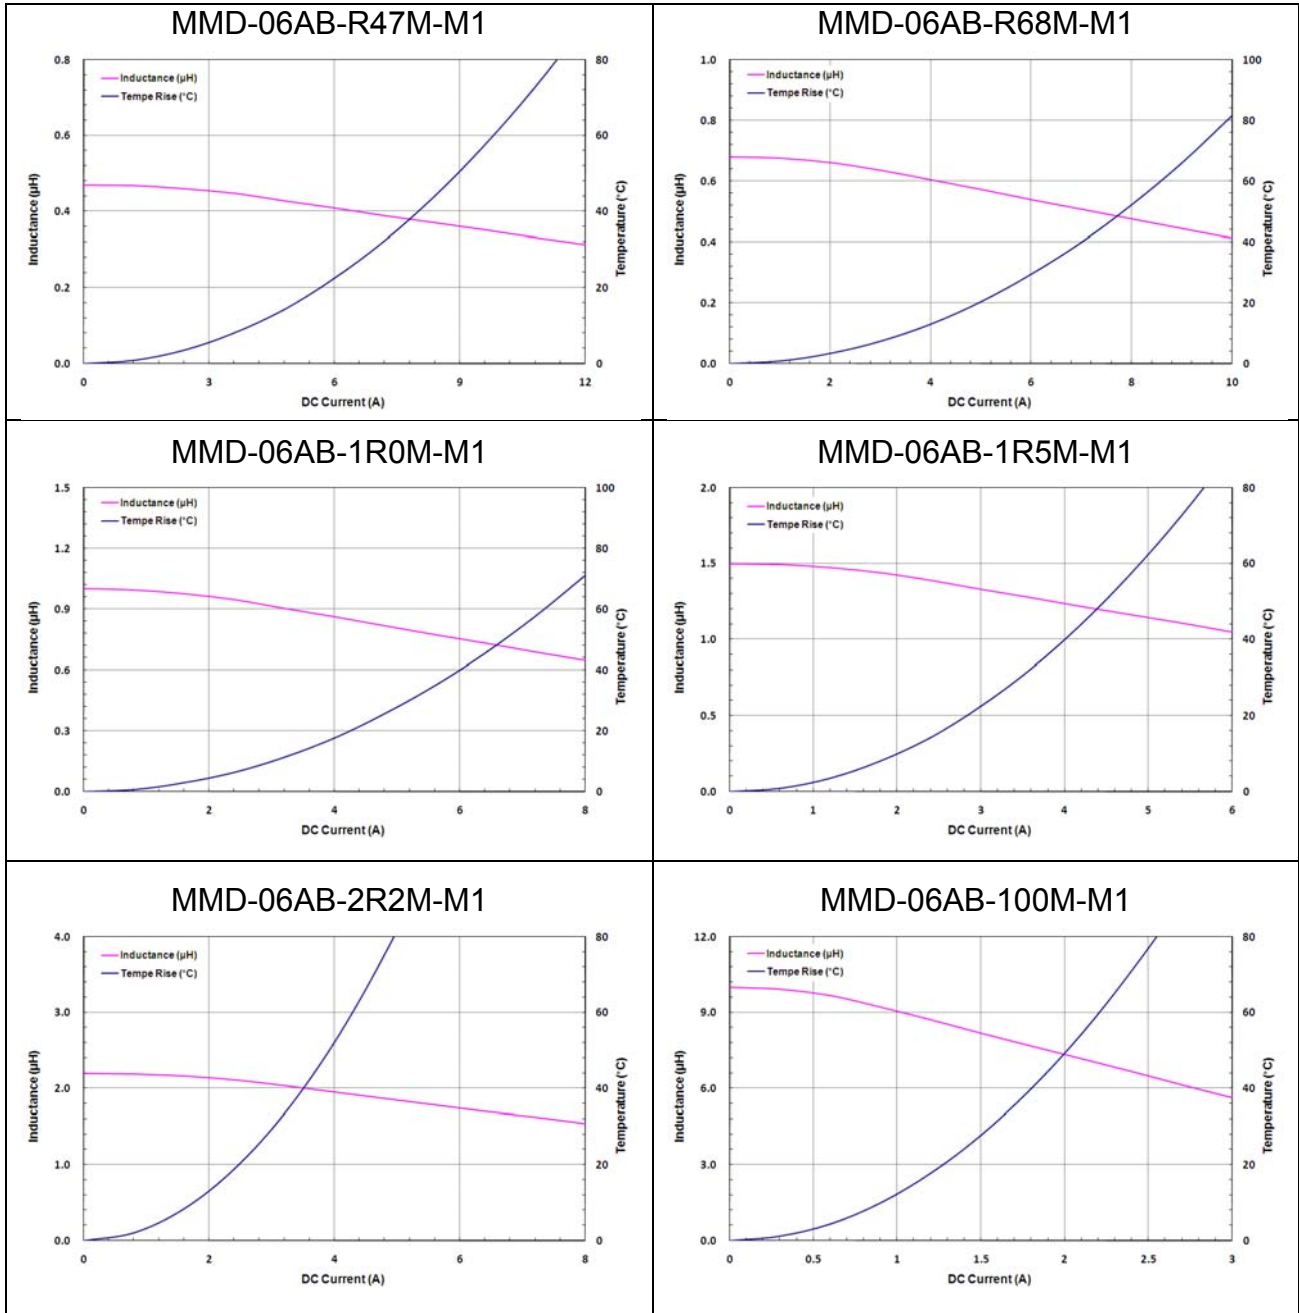 MMD-06AB-R47M-M1
0.8
0.6
0.4
0.2
0.0
Inductance (μH)
Inductance (μH)
Tempe Rise (°C)
80
60
40
20
0
Temperature (°C)
0 3 6 9 12
DC Current (A)
MMD-06AB-R68M-M1
1.0
0.8
0.6
0.4
0.2
0.0
Inductance (μH)
Inductance (μH)
Tempe Rise (°C)
100
80
60
40
20
0
Temperature (°C)
0 2 4 6 8 10
DC Current (A)
MMD-06AB-1R0M-M1
1.5
1.2
0.9
0.6
0.3
0.0
Inductance (μH)
Inductance (μH)
Tempe Rise (°C)
100
80
60
40
20
0
Temperature (°C)
0 2 4 6 8
DC Current (A)
MMD-06AB-1R5M-M1
2.0
1.5
1.0
0.5
0.0
Inductance (μH)
Inductance (μH)
Tempe Rise (°C)
80
60
40
20
0
Temperature (°C)
0 1 2 3 4 5 6
DC Current (A)
MMD-06AB-2R2M-M1
4.0
3.0
2.0
1.0
0.0
Inductance (μH)
Inductance (μH)
Tempe Rise (°C)
80
60
40
20
0
Temperature (°C)
0 2 4 6 8
DC Current (A)
MMD-06AB-100M-M1
12.0
9.0
6.0
3.0
0.0
Inductance (μH)
Inductance (μH)
Tempe Rise (°C)
80
60
40
20
0
Temperature (°C)
0 0.5 1 1.5 2 2.5 3
DC Current (A)